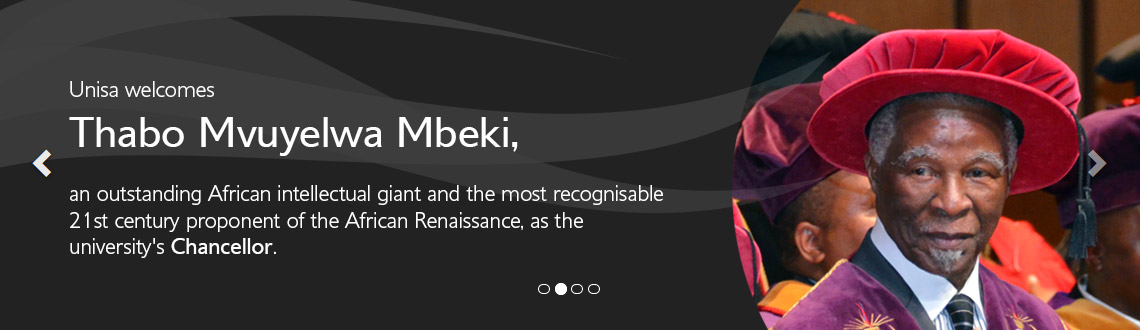 Unisa welcomes
Thabo Mvuyelwa Mbeki,
an outstanding African intellectual giant and the most recognisable
21st century proponent of the African Renaissance, as the
university's Chancellor.